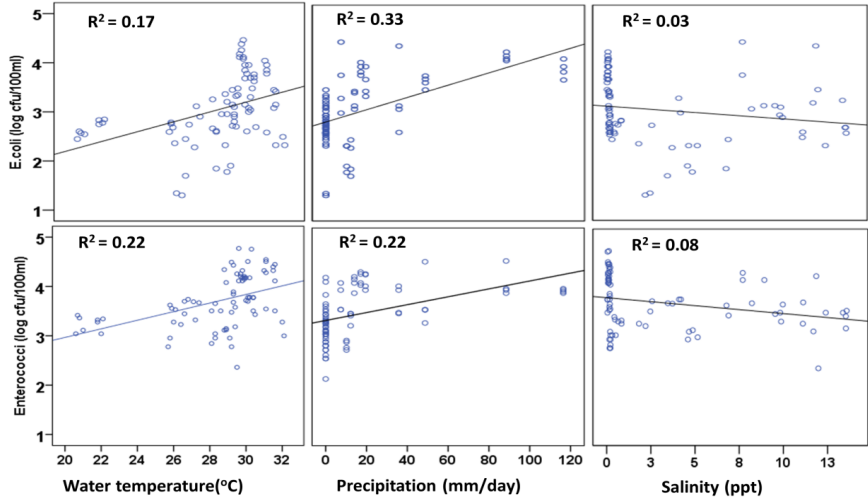 R² = 0.17
R² = 0.33
R² = 0.03
E.coli (log cfu/100ml)
5
4
3
2
1
R² = 0.22
R² = 0.22
R² = 0.08
Enterococci (log cfu/100ml)
5
4
3
2
1
20 22 24 26 28 30 32
0 20 40 60 80 100 120
0 3 5 8 10 13
Water temperature(°C)
Precipitation (mm/day)
Salinity (ppt)